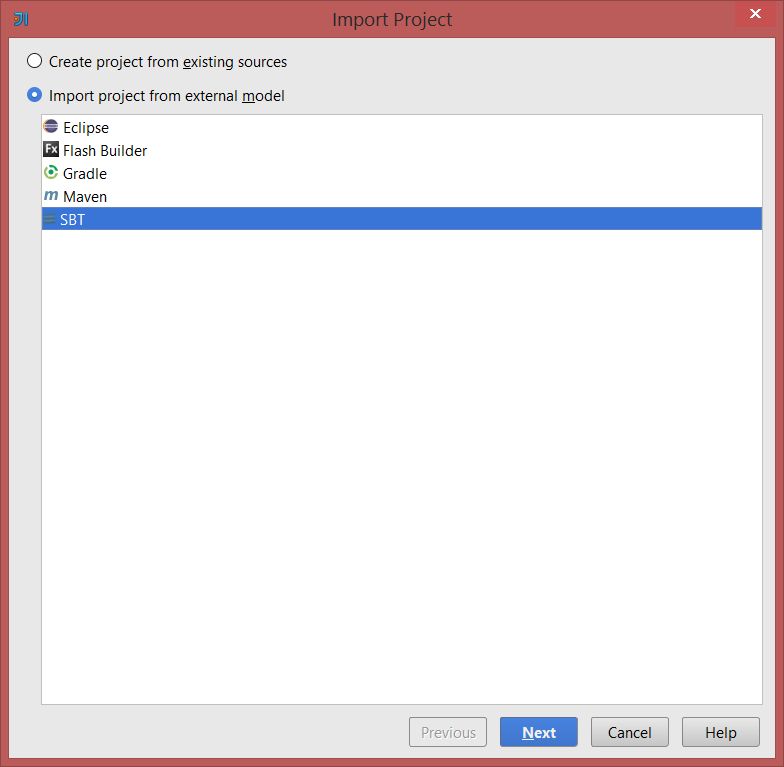 Import Project
Create project from existing sources
Import project from external model
Eclipse
Fx Flash Builder
Gradle
m Maven
SBT
Previous Next Cancel Help